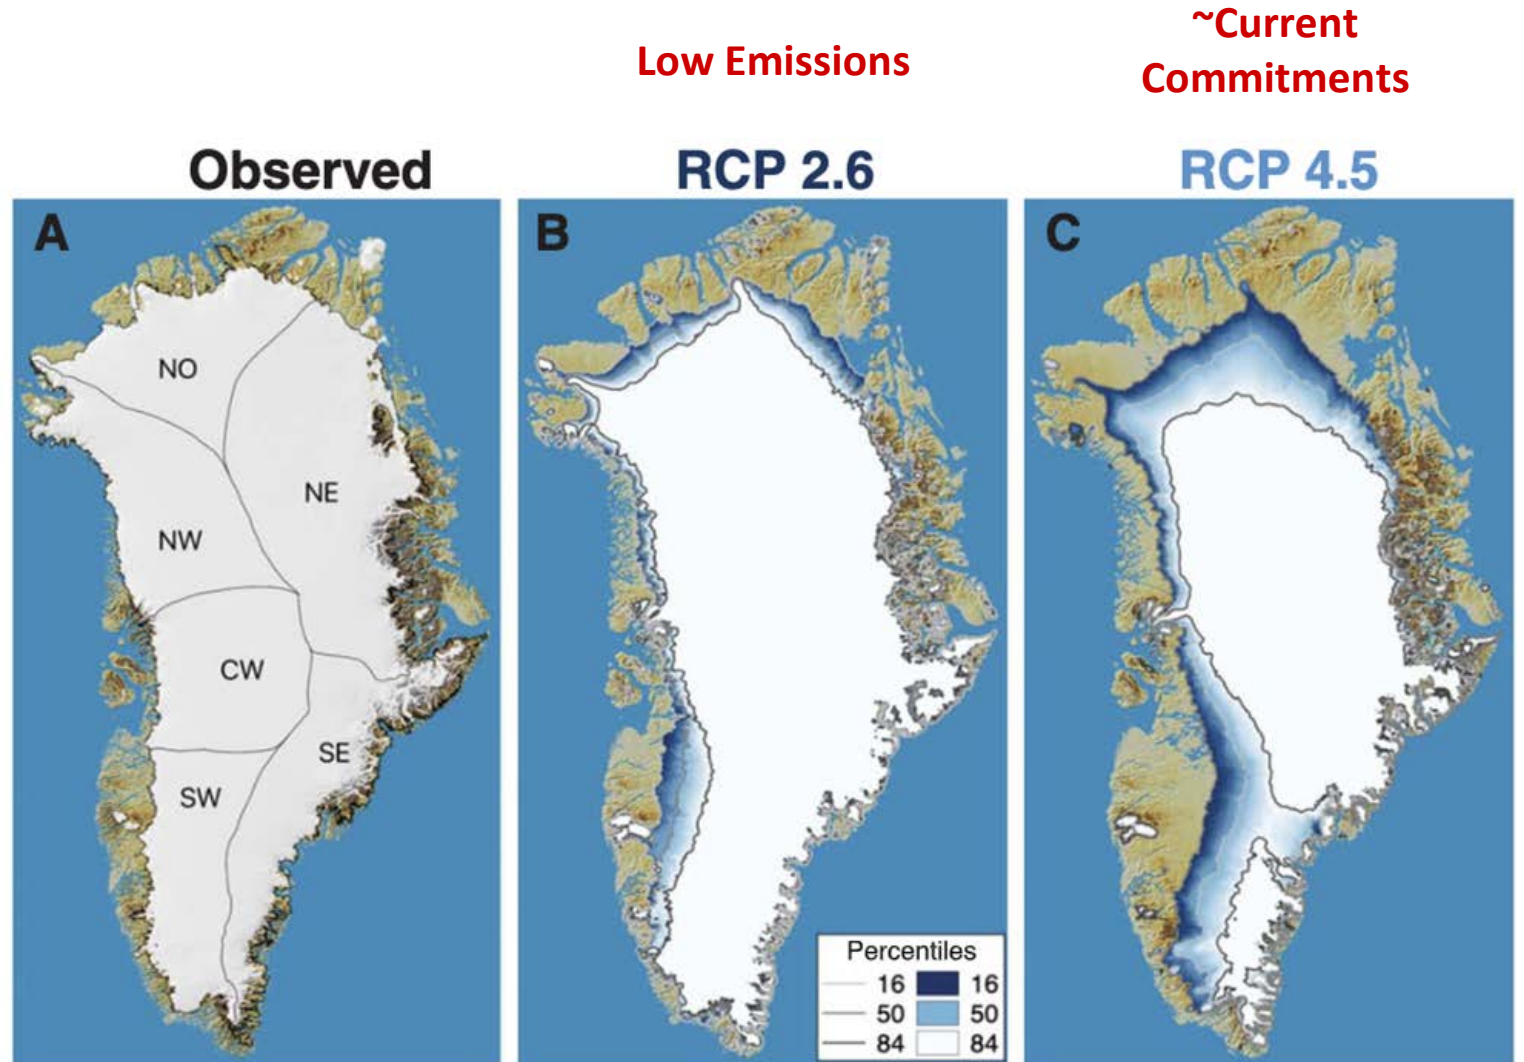 Low Emissions
~Current
Commitments
Observed
RCP 2.6
RCP 4.5
A
B
C
NO
NE
NW
CW
SE
SW
Percentiles
16 16
50 50
84 84